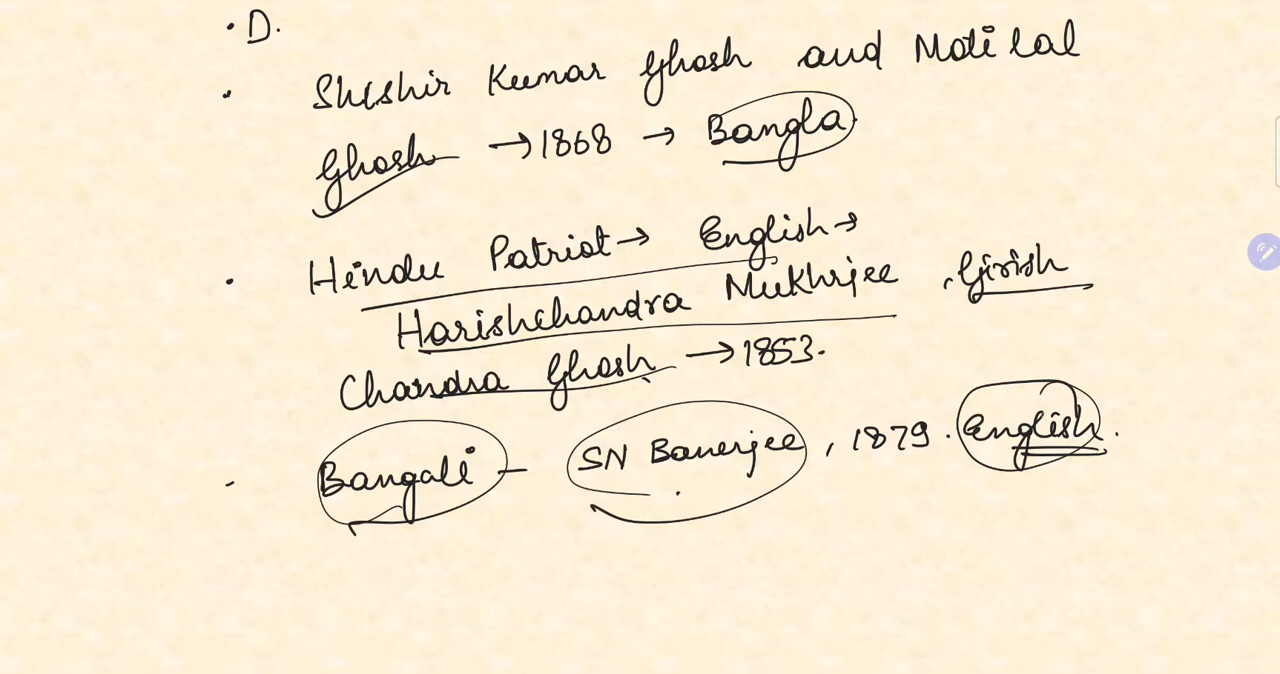 · D.
· Shishir Kumar Ghosh and Motilal
Ghosh → 1868 → Bangla
· Hindu Patriot → English →
Harishchandra Mukhrjee , Girish
Chandra Ghosh → 1853.
- Bangali – SN Banerjee , 1879 . English .